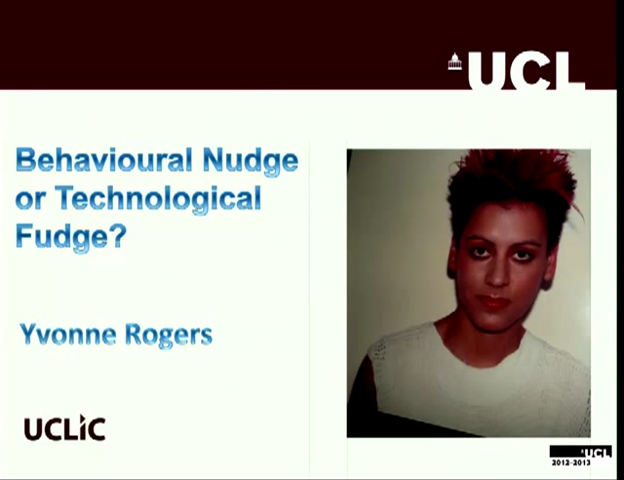 UCL
Behavioural Nudge
or Technological
Fudge?
Yvonne Rogers
UCLIC
UCL
2012-2013